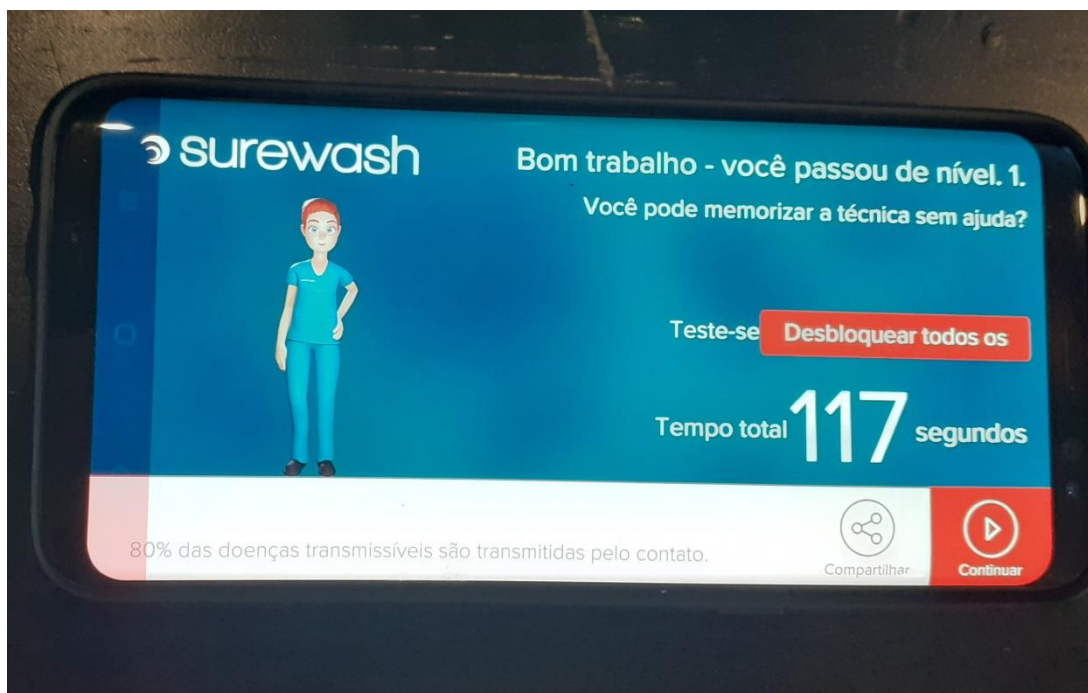 surewash
Bom trabalho - você passou de nível. 1.
Você pode memorizar a técnica sem ajuda?
Teste-se Desbloquear todos os
Tempo total 117 segundos
80% das doenças transmissíveis são transmitidas pelo contato.
Compartilhar
Continuar